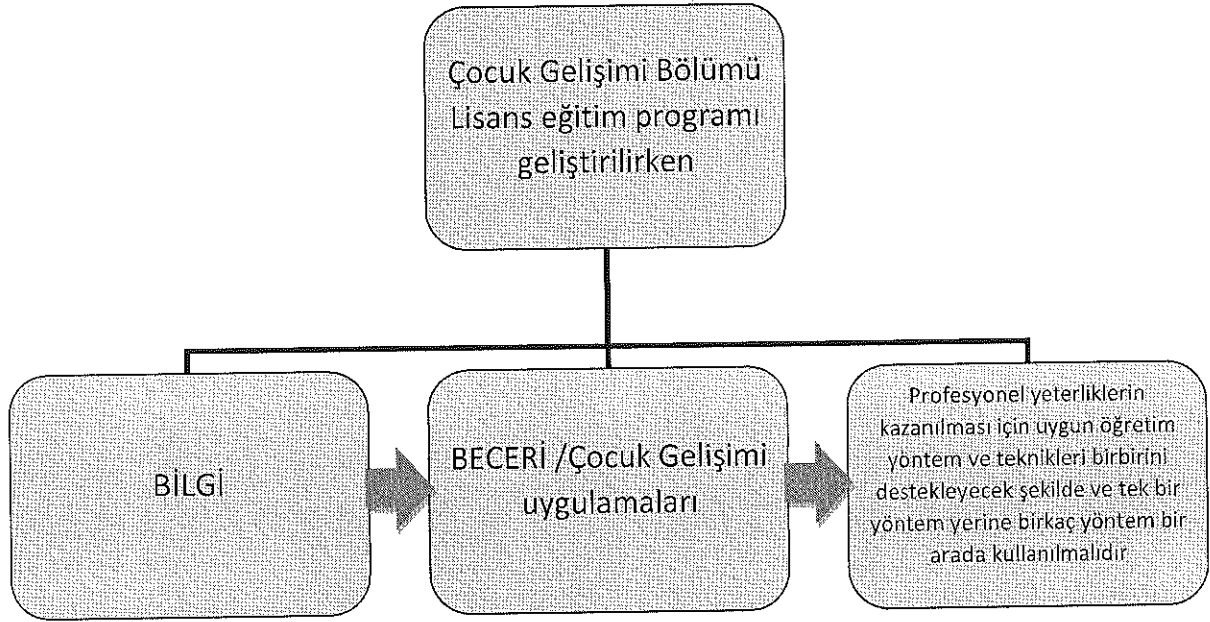 Çocuk Gelişimi Bölümü
Lisans eğitim programı
geliştirilirken
BİLGİ
BECERİ /Çocuk Gelişimi
uygulamaları
Profesyonel yeterliklerin
kazanılması için uygun öğretim
yöntem ve teknikleri birbirini
destekleyecek şekilde ve tek bir
yöntem yerine birkaç yöntem bir
arada kullanılmalıdır